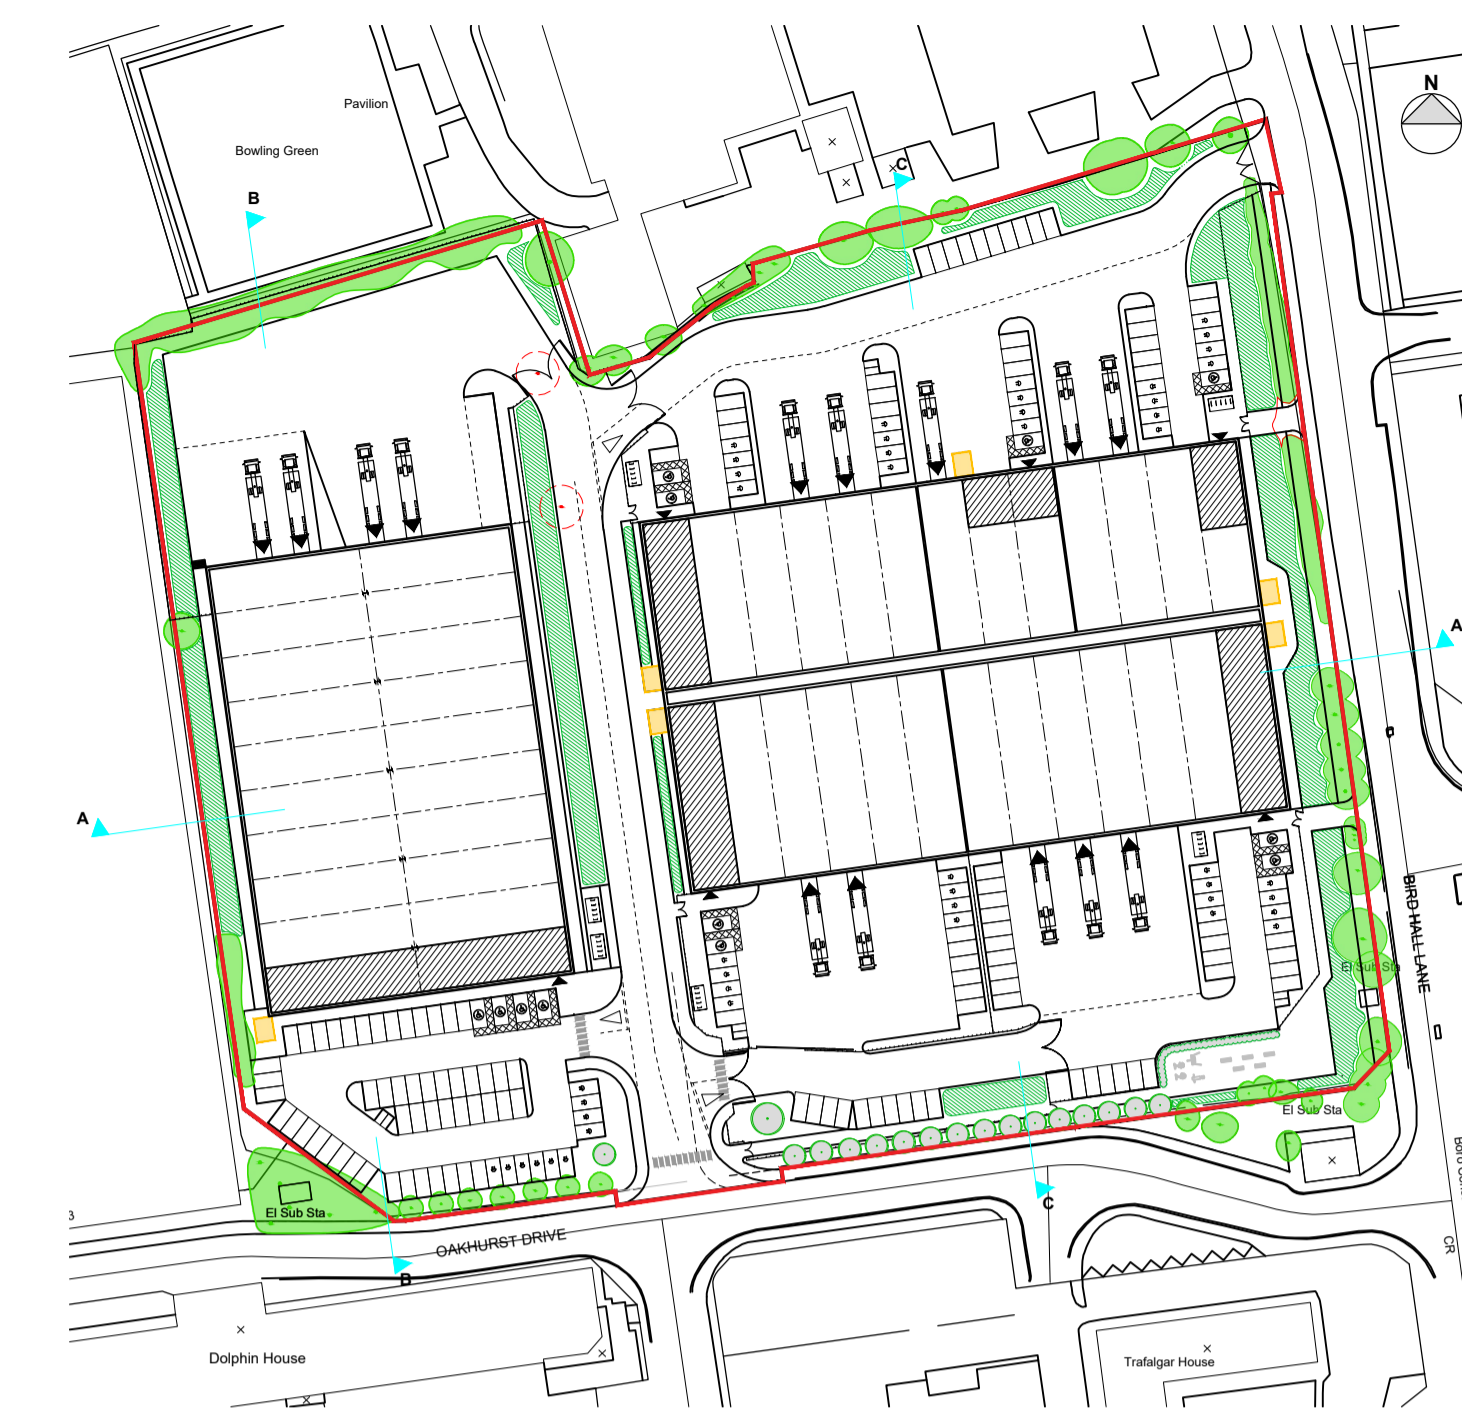 N
Pavilion
Bowling Green
C
B
A
A
BIRD HALL LANE
El Sub Sta
El Sub Sta
El Sub Sta
C
OAKHURST DRIVE
B
CR
Dolphin House
Trafalgar House